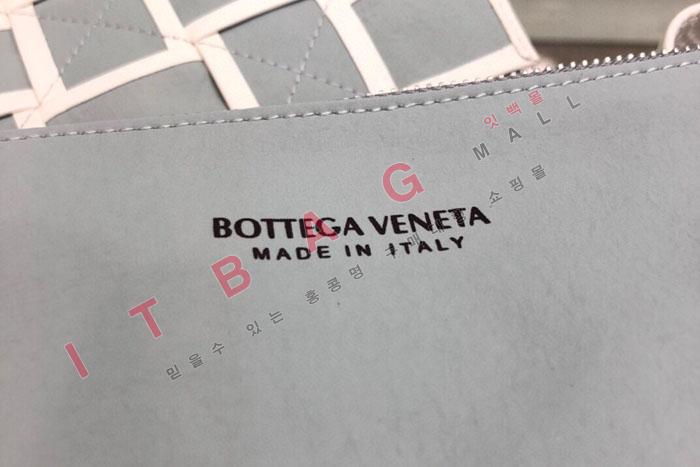 BOTTEGA VENETA
MADE IN ITALY
ITBAG
잇백몰
MALL
믿을수 있는 홍콩명 쇼핑몰